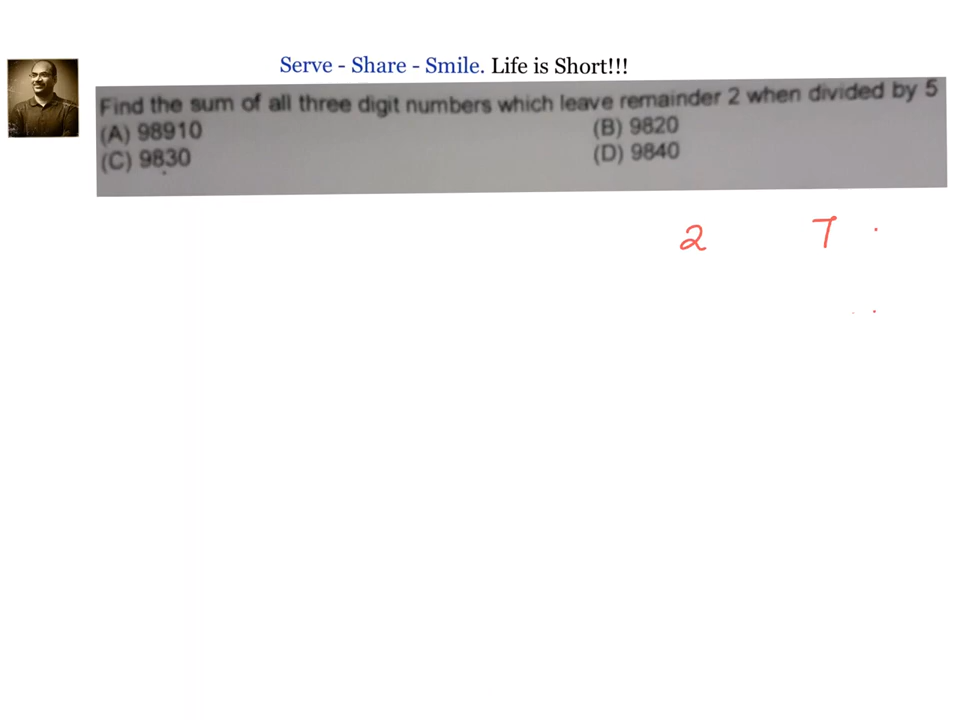 Serve - Share - Smile. Life is Short!!!
Find the sum of all three digit numbers which leave remainder 2 when divided by 5
(A) 98910 (B) 9820
(C) 9830 (D) 9840
2 7